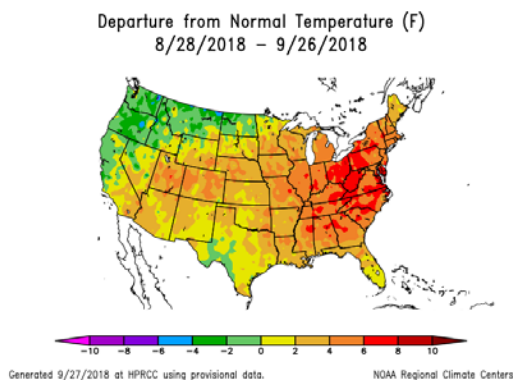 Departure from Normal Temperature (F)
8/28/2018 – 9/26/2018
-10 -8 -6 -4 -2 0 2 4 6 8 10
Generated 9/27/2018 at HPRCC using provisional data. NOAA Regional Climate Centers